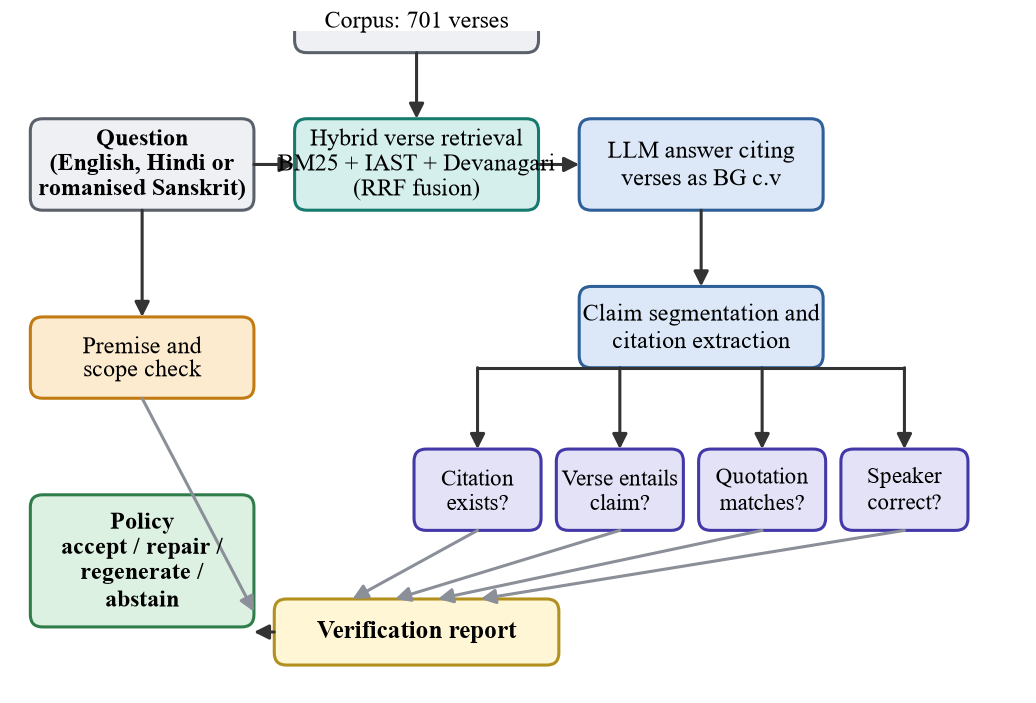 Corpus: 701 verses
Question
(English, Hindi or
romanised Sanskrit)
Hybrid verse retrieval
BM25 + IAST + Devanagari
(RRF fusion)
LLM answer citing
verses as BG c.v
Claim segmentation and
citation extraction
Premise and
scope check
Citation
exists?
Verse entails
claim?
Quotation
matches?
Speaker
correct?
Policy
accept / repair /
regenerate /
abstain
Verification report